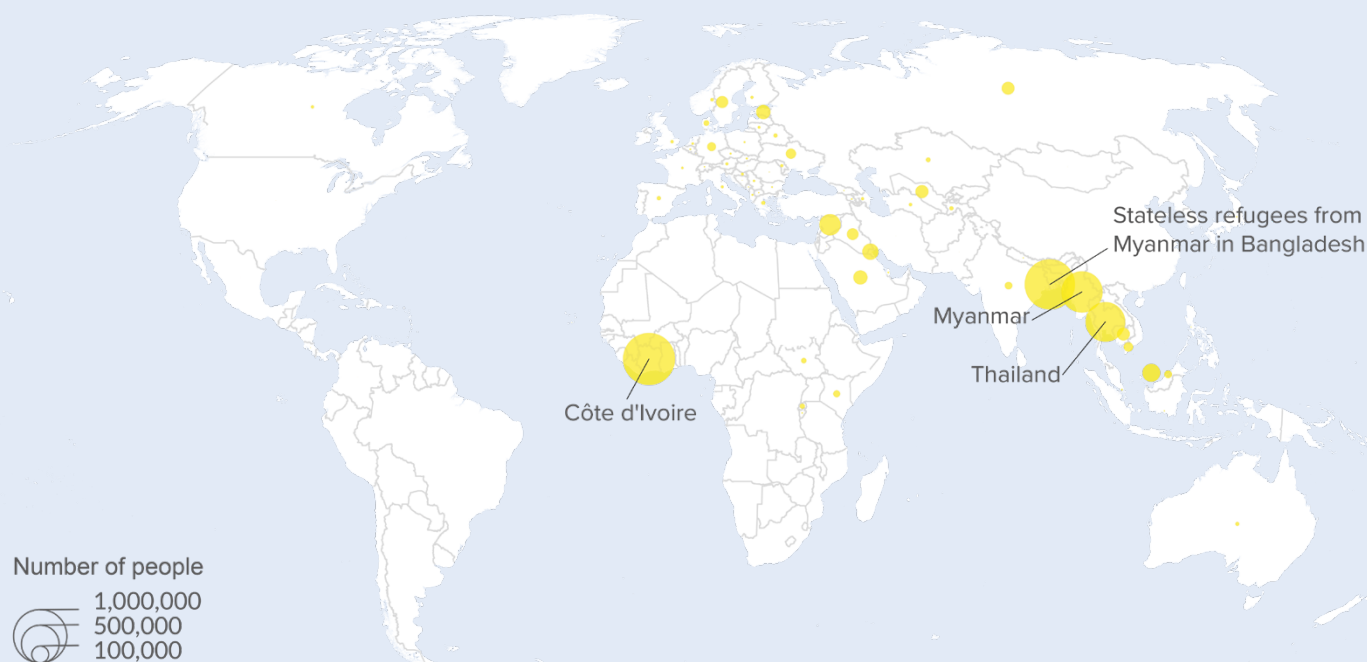 Stateless refugees from
Myanmar in Bangladesh
Myanmar
Thailand
Côte d'Ivoire
Number of people
1,000,000
500,000
100,000